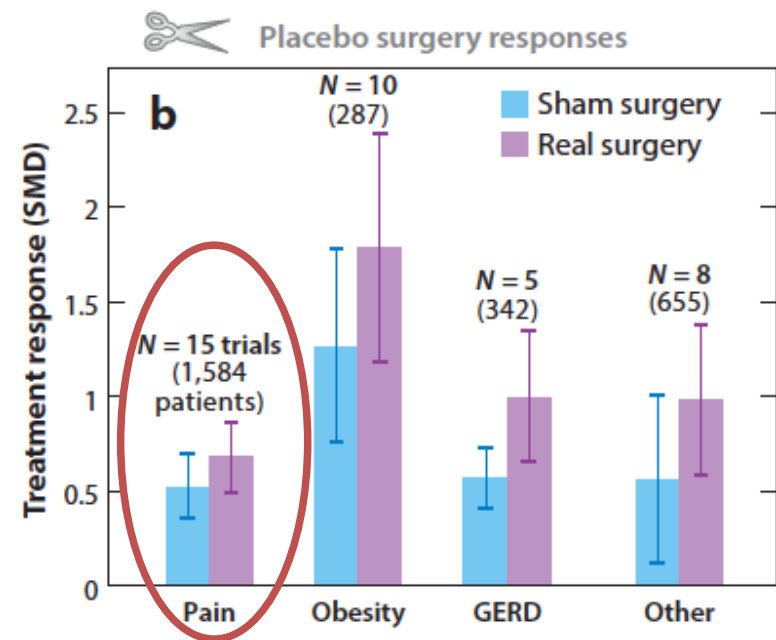 Placebo surgery responses
b
Sham surgery
Real surgery
Treatment response (SMD)
2.5
2
1.5
1
0.5
0
N = 15 trials
(1,584
patients)
N = 10
(287)
N = 5
(342)
N = 8
(655)
Pain
Obesity
GERD
Other